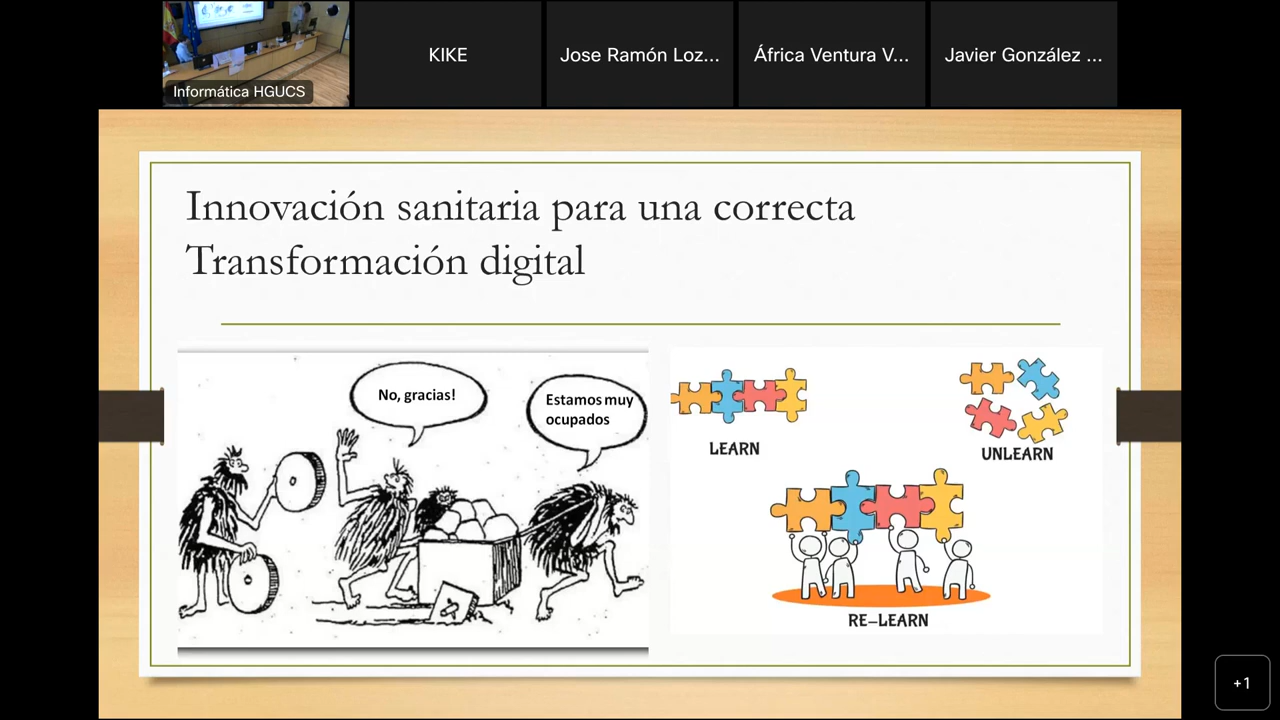 Informática HGUCS
KIKE
Jose Ramón Loz...
África Ventura V...
Javier González ...
Innovación sanitaria para una correcta
Transformación digital
No, gracias!
Estamos muy
ocupados
LEARN
UNLEARN
RE-LEARN
+1